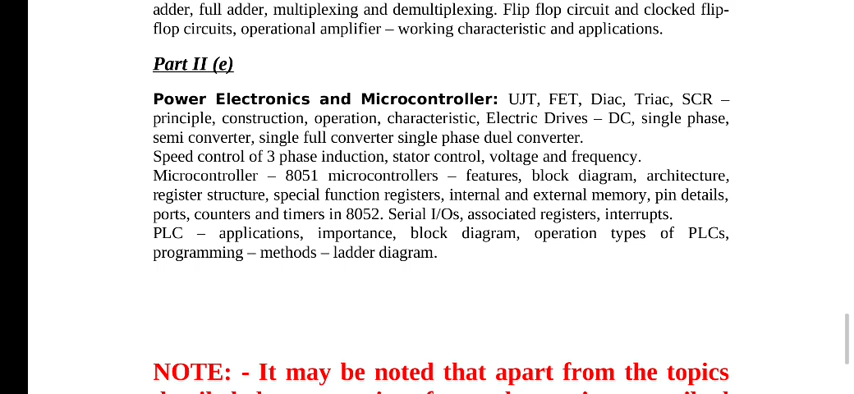 adder, full adder, multiplexing and demultiplexing. Flip flop circuit and clocked flip-
flop circuits, operational amplifier – working characteristic and applications.
Part II (e)
Power Electronics and Microcontroller: UJT, FET, Diac, Triac, SCR –
principle, construction, operation, characteristic, Electric Drives – DC, single phase,
semi converter, single full converter single phase duel converter.
Speed control of 3 phase induction, stator control, voltage and frequency.
Microcontroller – 8051 microcontrollers – features, block diagram, architecture,
register structure, special function registers, internal and external memory, pin details,
ports, counters and timers in 8052. Serial I/Os, associated registers, interrupts.
PLC – applications, importance, block diagram, operation types of PLCs,
programming – methods – ladder diagram.
NOTE: - It may be noted that apart from the topics